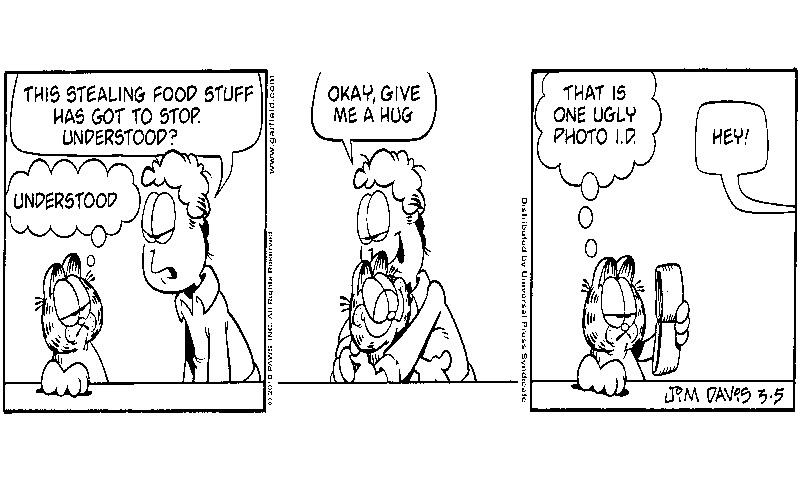 THIS STEALING FOOD STUFF
HAS GOT TO STOP.
UNDERSTOOD?
UNDERSTOOD
www.garfield.com
© 2010 PAWS, INC. All Rights Reserved.
OKAY, GIVE
ME A HUG
Distributed by Universal Press Syndicate
THAT IS
ONE UGLY
PHOTO I.D.
HEY!
JIM DAVIS 3·5